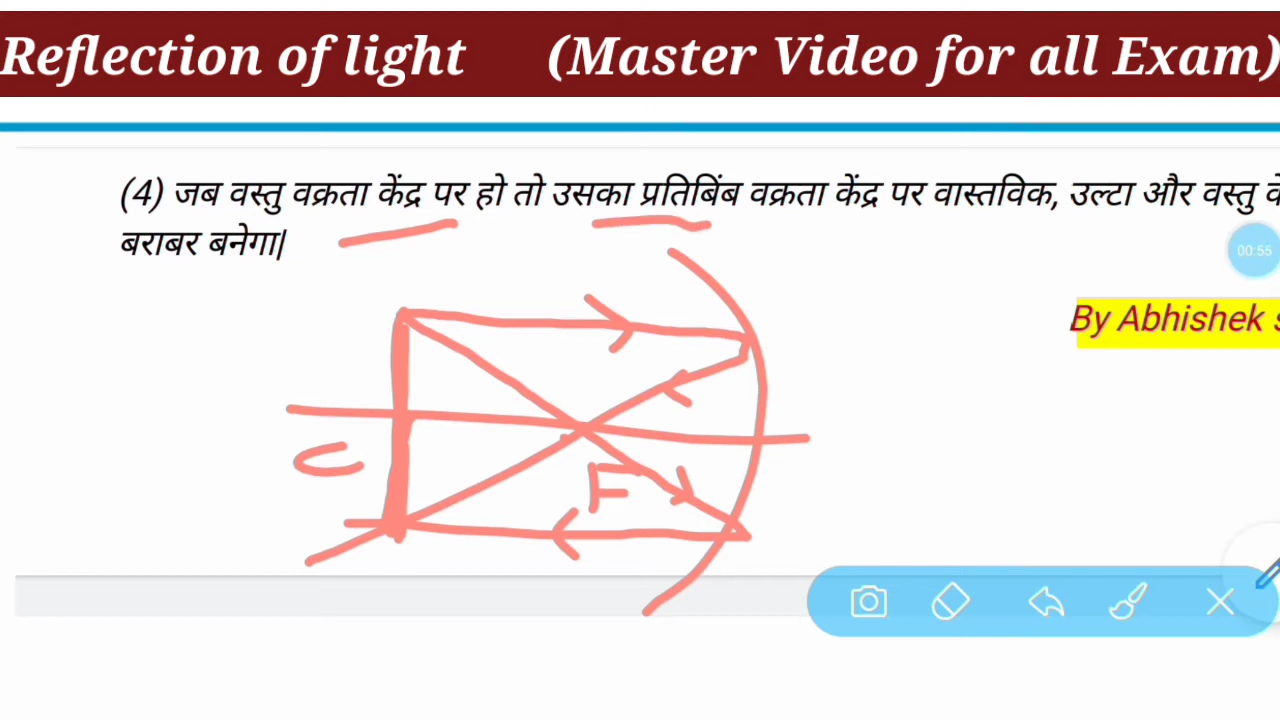 Reflection of light (Master Video for all Exam)
(4) जब वस्तु वक्रता केंद्र पर हो तो उसका प्रतिबिंब वक्रता केंद्र पर वास्तविक, उल्टा और वस्तु
बराबर बनेगा|
00:55
By Abhishek
C
F